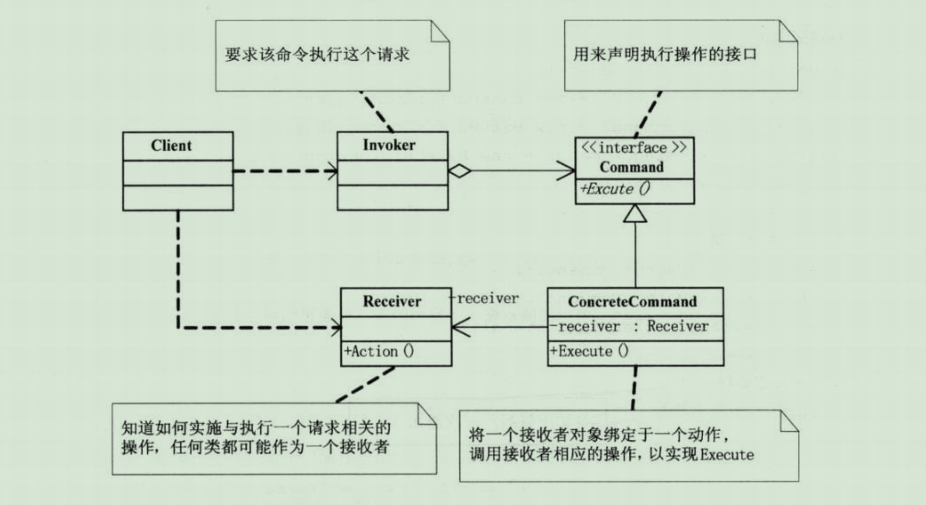 要求该命令执行这个请求
用来声明执行操作的接口
Client
Invoker
<<interface >>
Command
+Excute ()
Receiver
-receiver
ConcreteCommand
-receiver : Receiver
+Action ()
+Execute ()
知道如何实施与执行一个请求相关的
操作，任何类都可能作为一个接收者
将一个接收者对象绑定于一个动作，
调用接收者相应的操作，以实现Execute